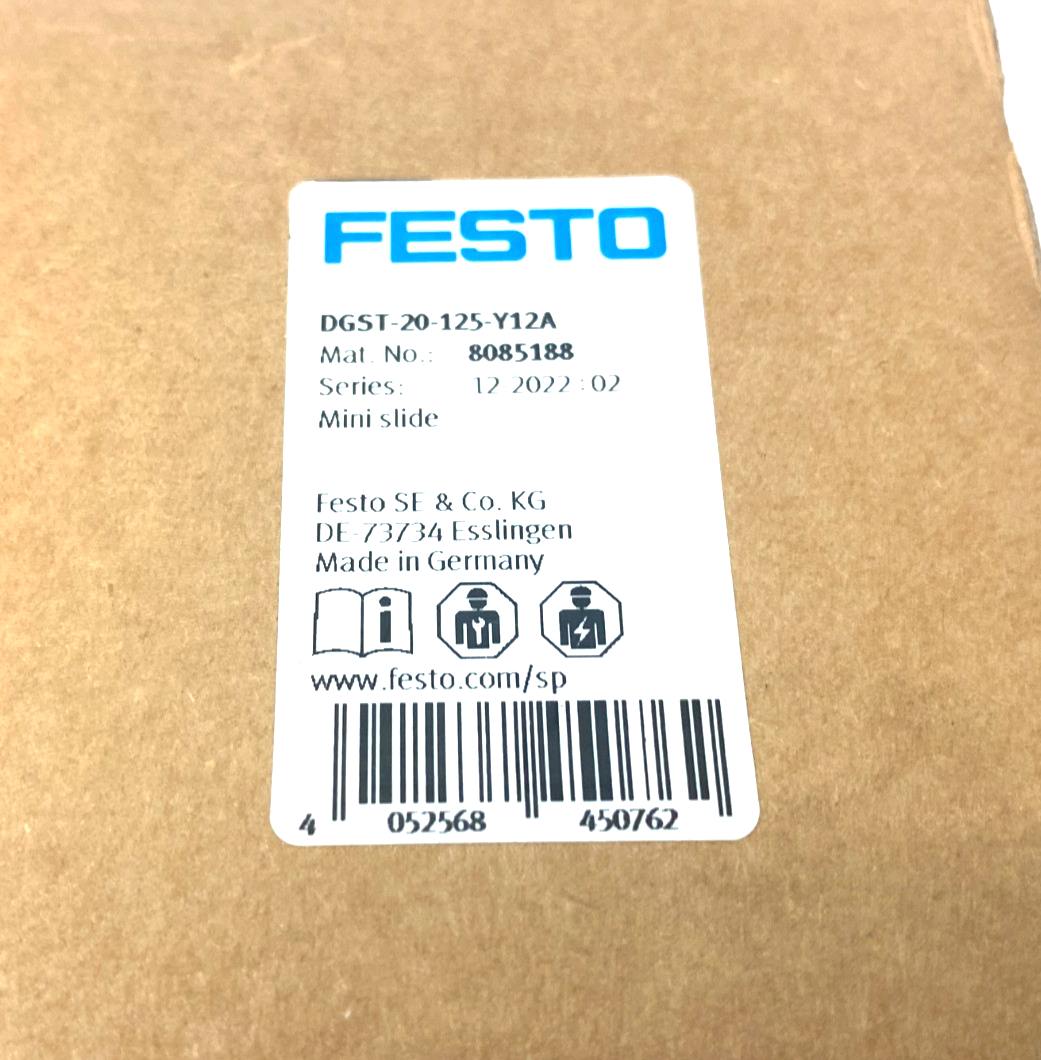 FESTO
DGST-20-125-Y12A
Mat. No.: 8085188
Series: 12 2022 : 02
Mini slide
Festo SE & Co. KG
DE-73734 Esslingen
Made in Germany
i
www.festo.com/sp
4 052568 450762